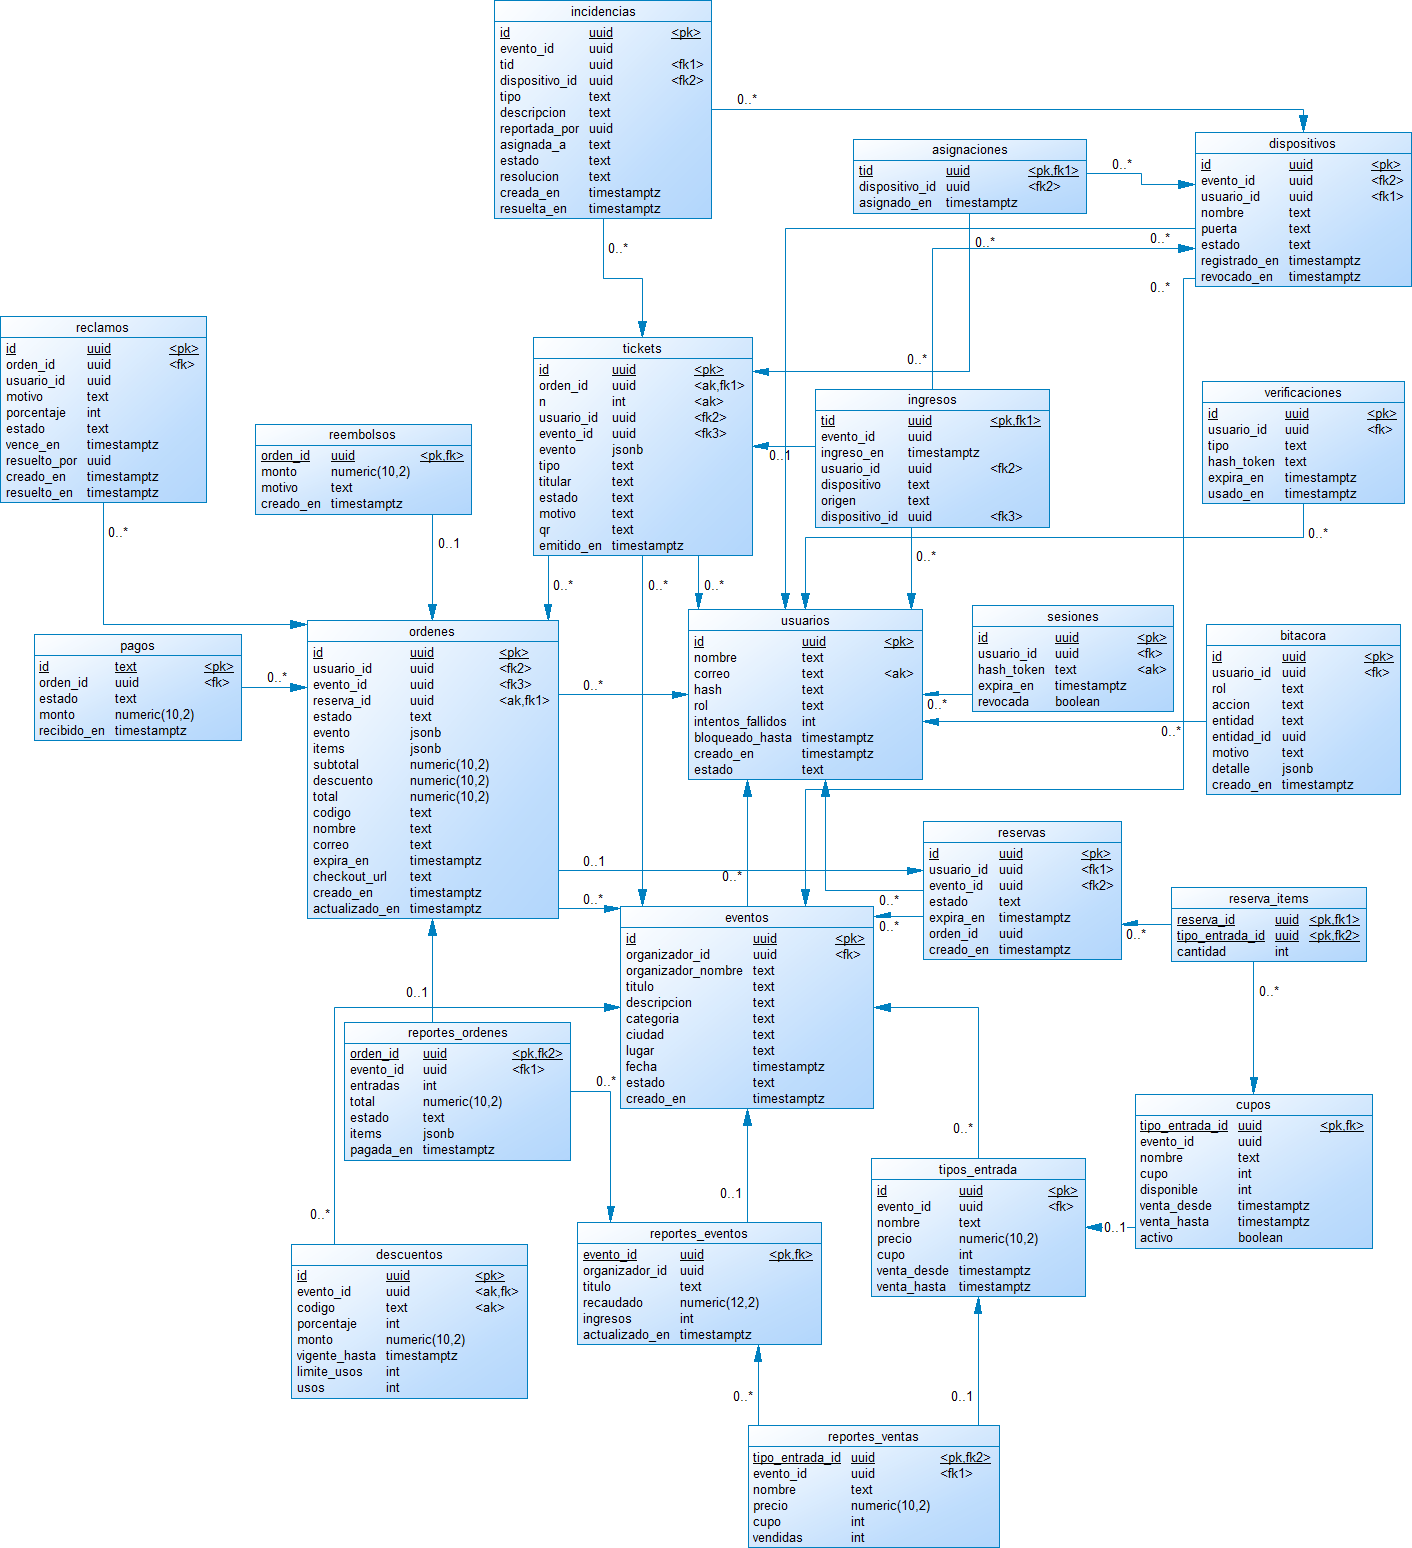 incidencias
id uuid <pk>
evento_id uuid
tid uuid <fk1>
dispositivo_id uuid <fk2>
tipo text
descripcion text
reportada_por uuid
asignada_a text
estado text
resolucion text
creada_en timestamptz
resuelta_en timestamptz
0..*
0..*
asignaciones
tid uuid <pk,fk1>
dispositivo_id uuid <fk2>
asignado_en timestamptz
0..*
0..*
dispositivos
id uuid <pk>
evento_id uuid <fk2>
usuario_id uuid <fk1>
nombre text
puerta text
estado text
registrado_en timestamptz
revocado_en timestamptz
0..*
0..*
reclamos
id uuid <pk>
orden_id uuid <fk>
usuario_id uuid
motivo text
porcentaje int
estado text
vence_en timestamptz
resuelto_por uuid
creado_en timestamptz
resuelto_en timestamptz
0..*
reembolsos
orden_id uuid <pk,fk>
monto numeric(10,2)
motivo text
creado_en timestamptz
0..1
tickets
id uuid <pk>
orden_id uuid <ak,fk1>
n int <ak>
usuario_id uuid <fk2>
evento_id uuid <fk3>
evento jsonb
tipo text
titular text
estado text
motivo text
qr text
emitido_en timestamptz
0..*
0..*
0..*
ingresos
tid uuid <pk,fk1>
evento_id uuid
ingreso_en timestamptz
usuario_id uuid <fk2>
dispositivo text
origen text
dispositivo_id uuid <fk3>
0..*
0..1
0..*
verificaciones
id uuid <pk>
usuario_id uuid <fk>
tipo text
hash_token text
expira_en timestamptz
usado_en timestamptz
0..*
pagos
id text <pk>
orden_id uuid <fk>
estado text
monto numeric(10,2)
recibido_en timestamptz
0..*
ordenes
id uuid <pk>
usuario_id uuid <fk2>
evento_id uuid <fk3>
reserva_id uuid <ak,fk1>
estado text
evento jsonb
items jsonb
subtotal numeric(10,2)
descuento numeric(10,2)
total numeric(10,2)
codigo text
nombre text
correo text
expira_en timestamptz
checkout_url text
creado_en timestamptz
actualizado_en timestamptz
0..*
0..1
0..*
usuarios
id uuid <pk>
nombre text
correo text <ak>
hash text
rol text
intentos_fallidos int
bloqueado_hasta timestamptz
creado_en timestamptz
estado text
sesiones
id uuid <pk>
usuario_id uuid <fk>
hash_token text <ak>
expira_en timestamptz
revocada boolean
0..*
bitacora
id uuid <pk>
usuario_id uuid <fk>
rol text
accion text
entidad text
entidad_id uuid
motivo text
detalle jsonb
creado_en timestamptz
0..*
reservas
id uuid <pk>
usuario_id uuid <fk1>
evento_id uuid <fk2>
estado text
expira_en timestamptz
orden_id uuid
creado_en timestamptz
0..*
0..*
reserva_items
reserva_id uuid <pk,fk1>
tipo_entrada_id uuid <pk,fk2>
cantidad int
0..*
0..*
eventos
id uuid <pk>
organizador_id uuid <fk>
organizador_nombre text
titulo text
descripcion text
categoria text
ciudad text
lugar text
fecha timestamptz
estado text
creado_en timestamptz
0..*
reportes_ordenes
orden_id uuid <pk,fk2>
evento_id uuid <fk1>
entradas int
total numeric(10,2)
estado text
items jsonb
pagada_en timestamptz
0..1
0..*
cupos
tipo_entrada_id uuid <pk,fk>
evento_id uuid
nombre text
cupo int
disponible int
venta_desde timestamptz
venta_hasta timestamptz
activo boolean
0..1
tipos_entrada
id uuid <pk>
evento_id uuid <fk>
nombre text
precio numeric(10,2)
cupo int
venta_desde timestamptz
venta_hasta timestamptz
0..*
reportes_eventos
evento_id uuid <pk,fk>
organizador_id uuid
titulo text
recaudado numeric(12,2)
ingresos int
actualizado_en timestamptz
0..1
descuentos
id uuid <pk>
evento_id uuid <ak,fk>
codigo text <ak>
porcentaje int
monto numeric(10,2)
vigente_hasta timestamptz
limite_usos int
usos int
0..*
reportes_ventas
tipo_entrada_id uuid <pk,fk2>
evento_id uuid <fk1>
nombre text
precio numeric(10,2)
cupo int
vendidas int
0..*
0..1